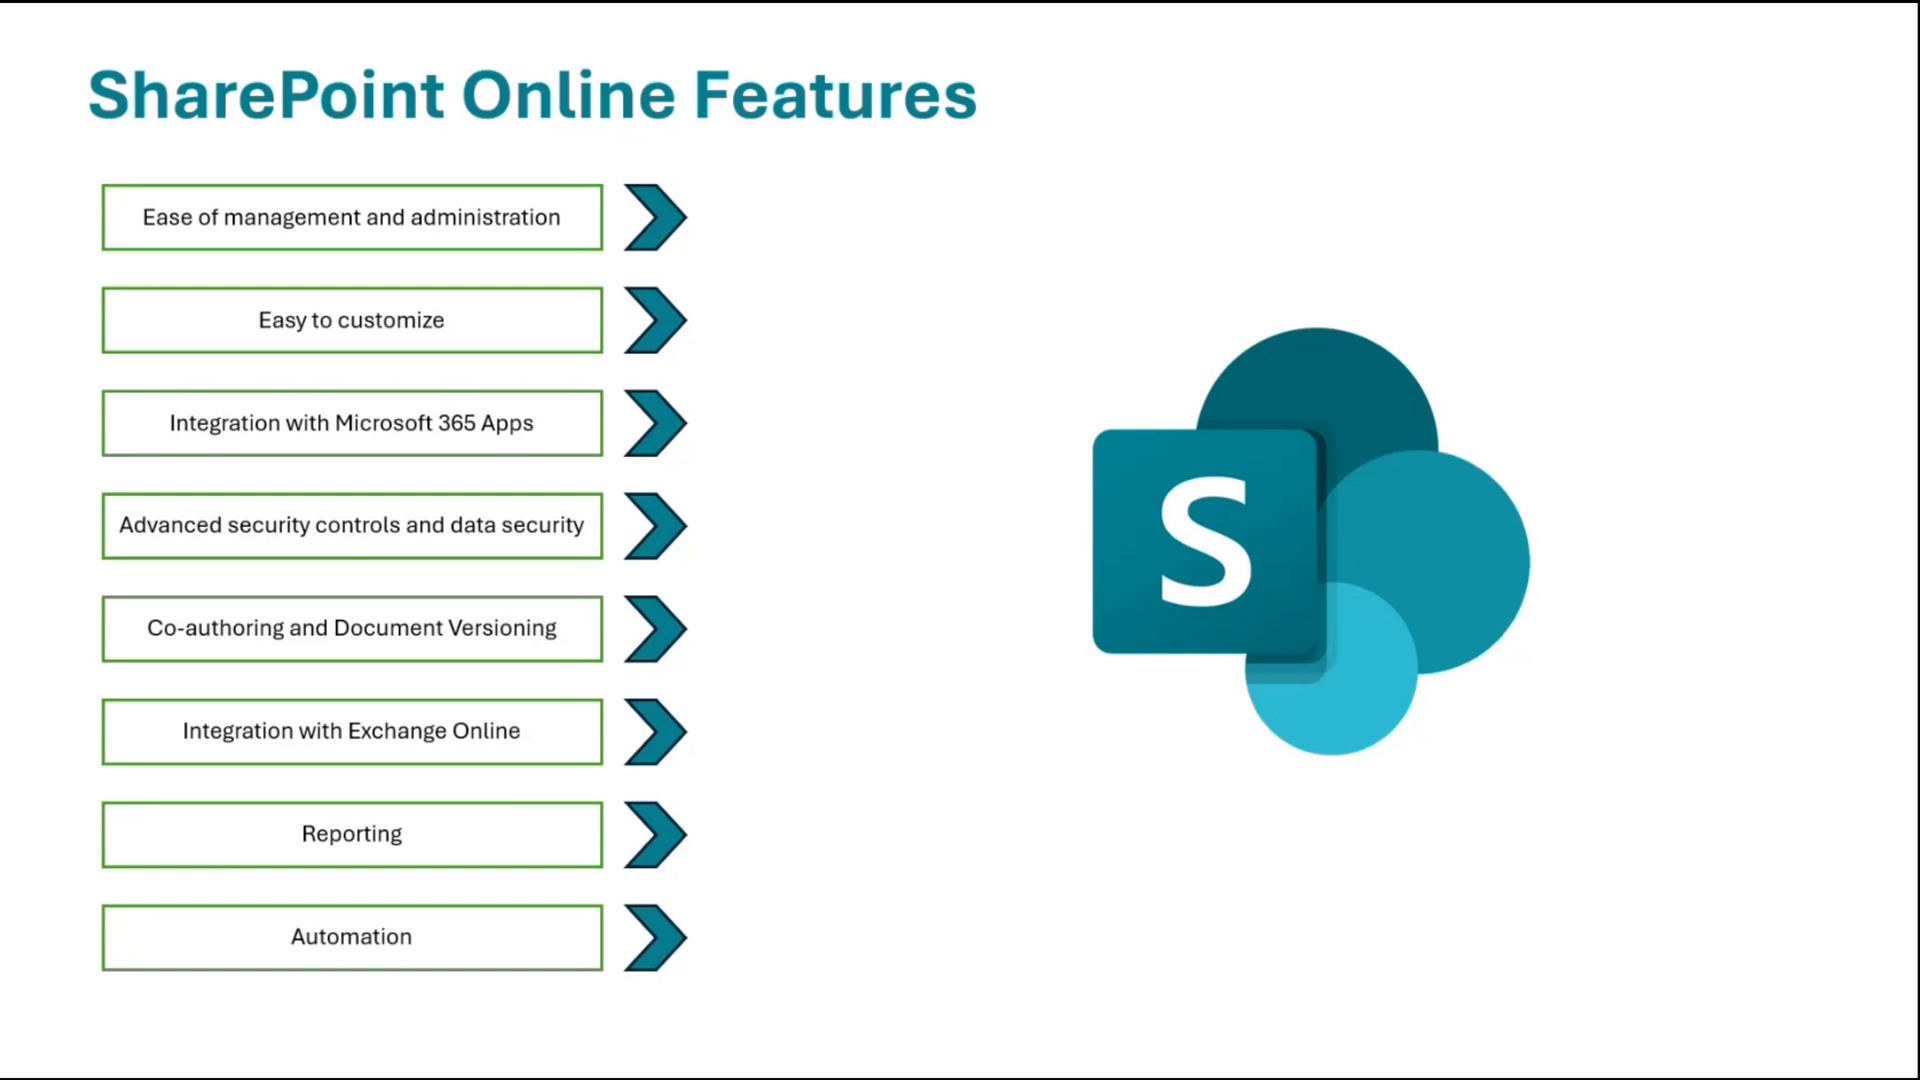 SharePoint Online Features
Ease of management and administration
Easy to customize
Integration with Microsoft 365 Apps
Advanced security controls and data security
Co-authoring and Document Versioning
Integration with Exchange Online
Reporting
Automation
S